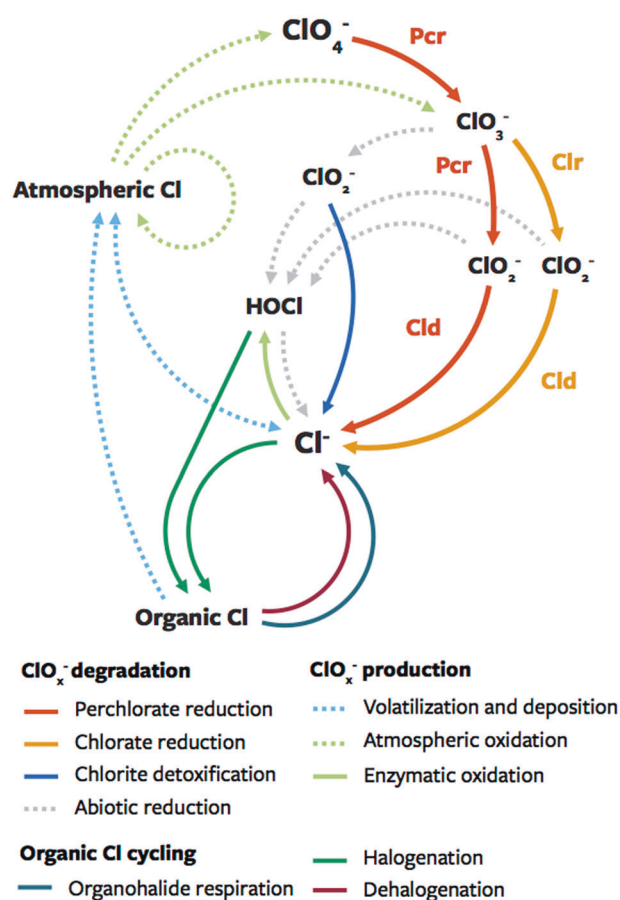 ClO4- Pcr
ClO3-
Pcr Clr
ClO2-
Atmospheric Cl
ClO2- ClO2-
HOCl
Cld
Cld
Cl-
Organic Cl
ClOx- degradation
Perchlorate reduction
Chlorate reduction
Chlorite detoxification
Abiotic reduction
ClOx- production
Volatilization and deposition
Atmospheric oxidation
Enzymatic oxidation
Organic Cl cycling
Organohalide respiration
Halogenation
Dehalogenation